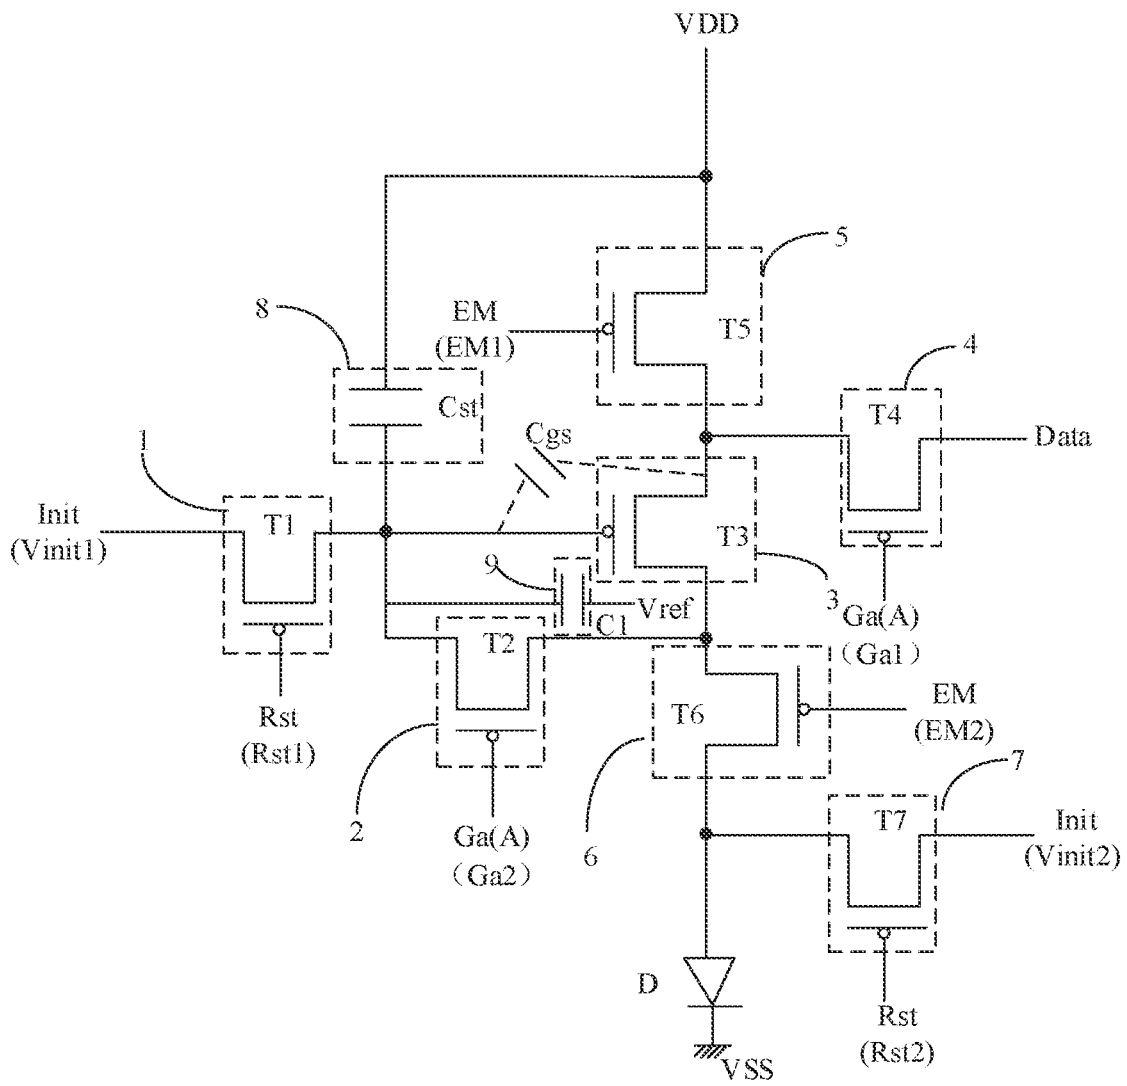 VDD
5
8
EM
(EM1)
T5
4
Cst
T4
Cgs
Data
1
T1
Init
(Vinit1)
T3
9
3
Vref
C1
Ga(A)
（Ga1）
T2
EM
(EM2)
T6
Rst
(Rst1)
7
2
6
T7
Init
(Vinit2)
Ga(A)
（Ga2）
D
Rst
(Rst2)
VSS